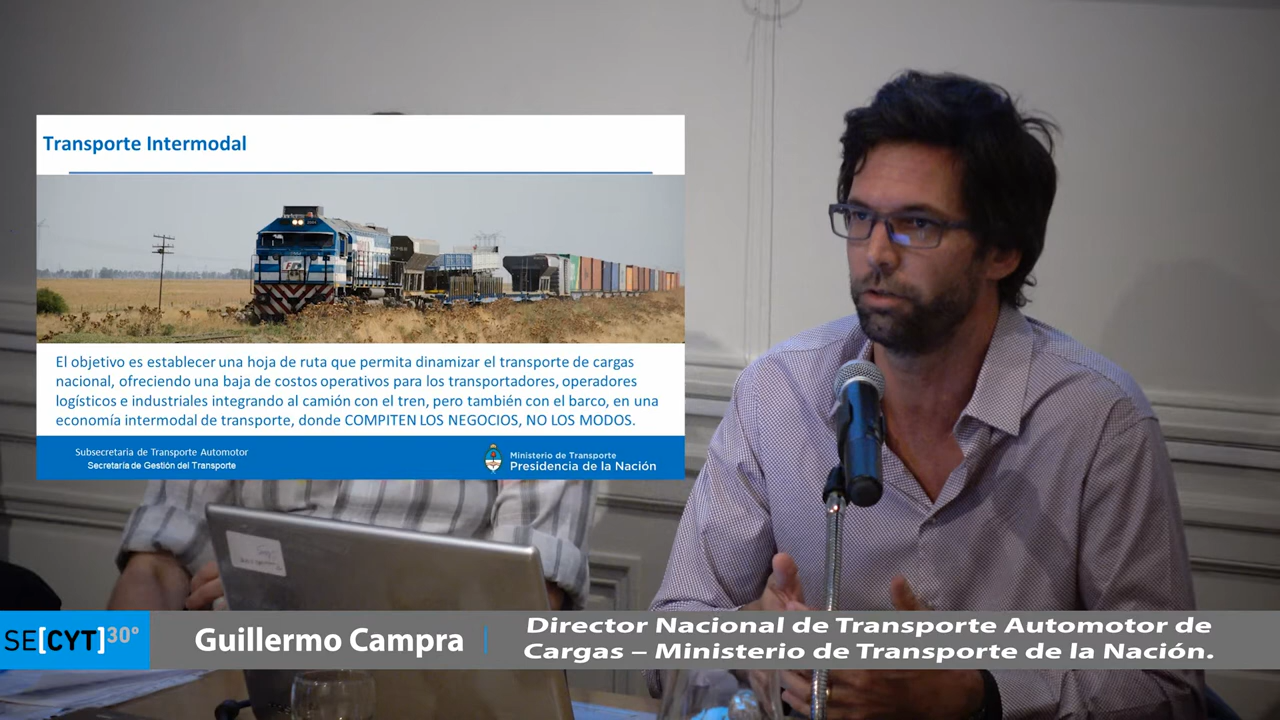 Transporte Intermodal
El objetivo es establecer una hoja de ruta que permita dinamizar el transporte de cargas
nacional, ofreciendo una baja de costos operativos para los transportadores, operadores
logísticos e industriales integrando al camión con el tren, pero también con el barco, en una
economía intermodal de transporte, donde COMPITEN LOS NEGOCIOS, NO LOS MODOS.
Subsecretaria de Transporte Automotor
Secretaría de Gestión del Transporte
Ministerio de Transporte
Presidencia de la Nación
SE[CYT]30º
Guillermo Campra
Director Nacional de Transporte Automotor de
Cargas – Ministerio de Transporte de la Nación.